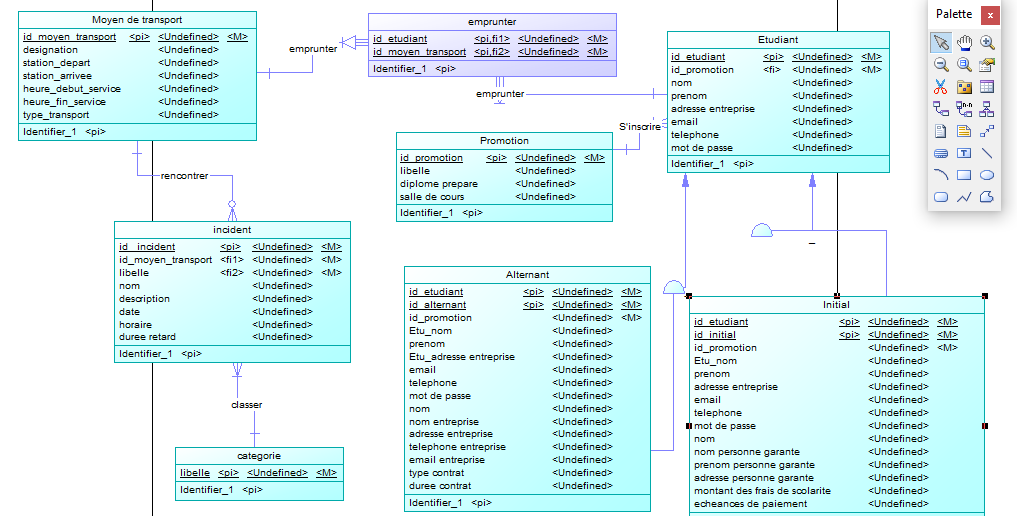 Moyen de transport
id_moyen_transport <pi> <Undefined> <M>
designation <Undefined>
station_depart <Undefined>
station_arrivee <Undefined>
heure_debut_service <Undefined>
heure_fin_service <Undefined>
type_transport <Undefined>
Identifier_1 <pi>
emprunter
emprunter
id_etudiant <pi,fi1> <Undefined> <M>
id_moyen_transport <pi,fi2> <Undefined> <M>
Identifier_1 <pi>
emprunter
Etudiant
id_etudiant <pi> <Undefined> <M>
id_promotion <fi> <Undefined> <M>
nom <Undefined>
prenom <Undefined>
adresse entreprise <Undefined>
email <Undefined>
telephone <Undefined>
mot de passe <Undefined>
Identifier_1 <pi>
Palette
x
T
S'inscrire
Promotion
id_promotion <pi> <Undefined> <M>
libelle <Undefined>
diplome prepare <Undefined>
salle de cours <Undefined>
Identifier_1 <pi>
rencontrer
incident
id_incident <pi> <Undefined> <M>
id_moyen_transport <fi1> <Undefined> <M>
libelle <fi2> <Undefined> <M>
nom <Undefined>
description <Undefined>
date <Undefined>
horaire <Undefined>
duree retard <Undefined>
Identifier_1 <pi>
classer
categorie
libelle <pi> <Undefined> <M>
Identifier_1 <pi>
Alternant
id_etudiant <pi> <Undefined> <M>
id_alternant <pi> <Undefined> <M>
id_promotion <Undefined> <M>
Etu_nom <Undefined>
prenom <Undefined>
Etu_adresse entreprise <Undefined>
email <Undefined>
telephone <Undefined>
mot de passe <Undefined>
nom <Undefined>
nom entreprise <Undefined>
adresse entreprise <Undefined>
telephone entreprise <Undefined>
email entreprise <Undefined>
type contrat <Undefined>
duree contrat <Undefined>
Identifier_1 <pi>
Initial
id_etudiant <pi> <Undefined> <M>
id_initial <pi> <Undefined> <M>
id_promotion <Undefined> <M>
Etu_nom <Undefined>
prenom <Undefined>
adresse entreprise <Undefined>
email <Undefined>
telephone <Undefined>
mot de passe <Undefined>
nom <Undefined>
nom personne garante <Undefined>
prenom personne garante <Undefined>
adresse personne garante <Undefined>
montant des frais de scolarite <Undefined>
echeances de paiement <Undefined>